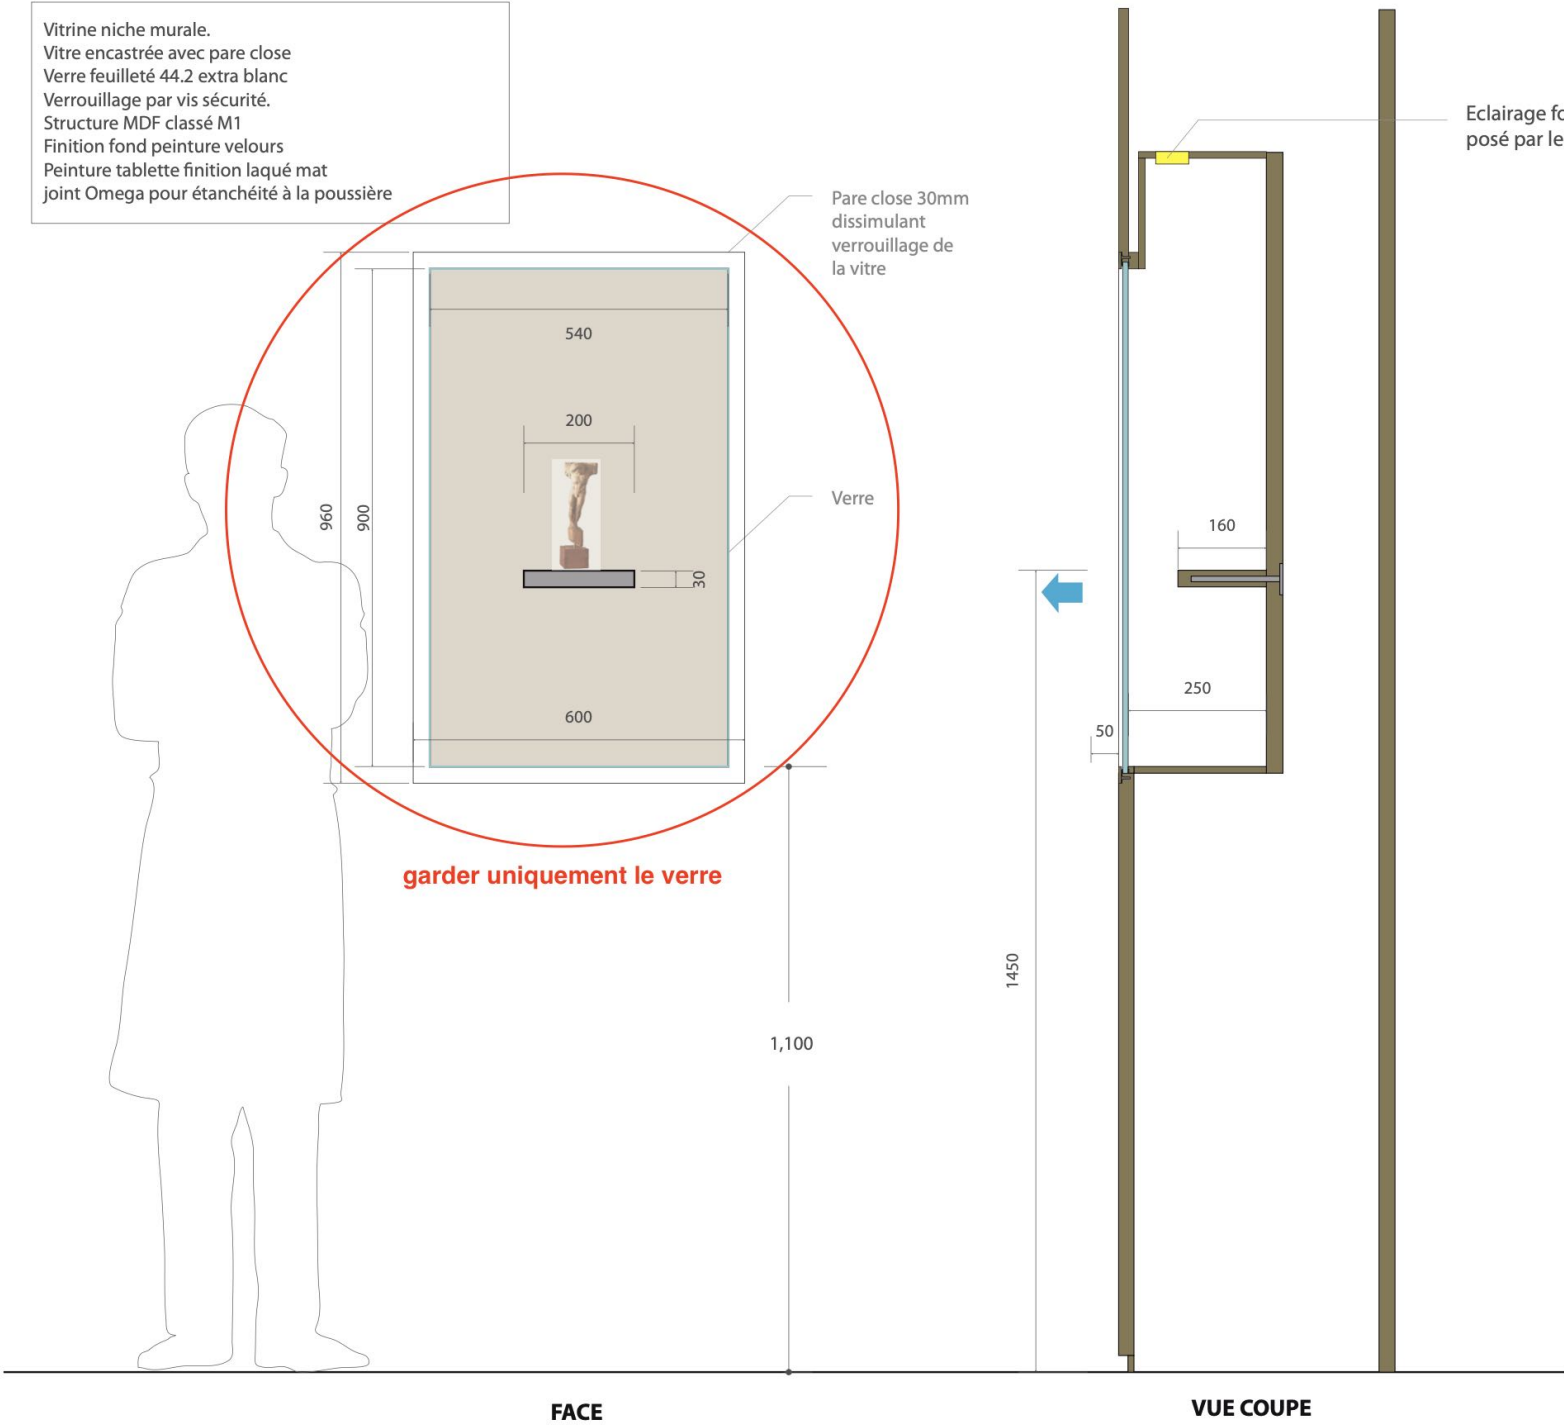 Vitrine niche murale.
Vitre encastrée avec pare close
Verre feuilleté 44.2 extra blanc
Verrouillage par vis sécurité.
Structure MDF classé M1
Finition fond peinture velours
Peinture tablette finition laqué mat
joint Omega pour étanchéité à la poussière
Eclairage
posé par
Pare close 30mm
dissimulant
verrouillage de
la vitre
540
200
960
900
Verre
30
600
160
250
50
garder uniquement le verre
1450
1,100
FACE
VUE COUPE